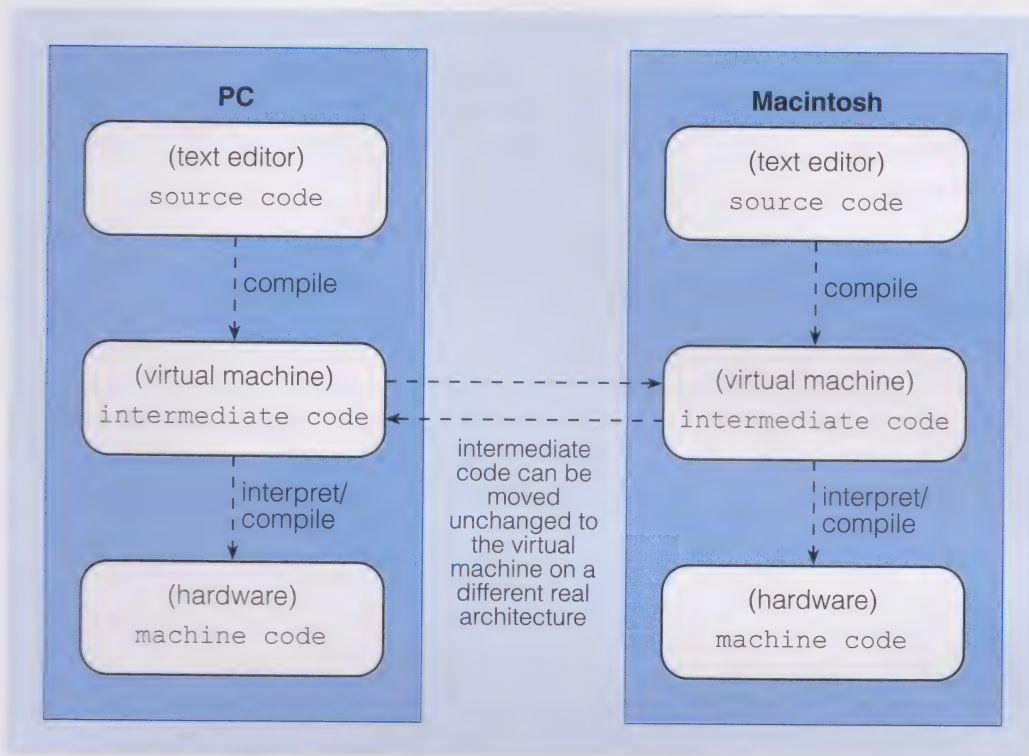 PC
(text editor)
source code
compile
(virtual machine)
intermediate code
interpret/
compile
(hardware)
machine code
intermediate
code can be
moved
unchanged to
the virtual
machine on a
different real
architecture
Macintosh
(text editor)
source code
compile
(virtual machine)
intermediate code
interpret/
compile
(hardware)
machine code